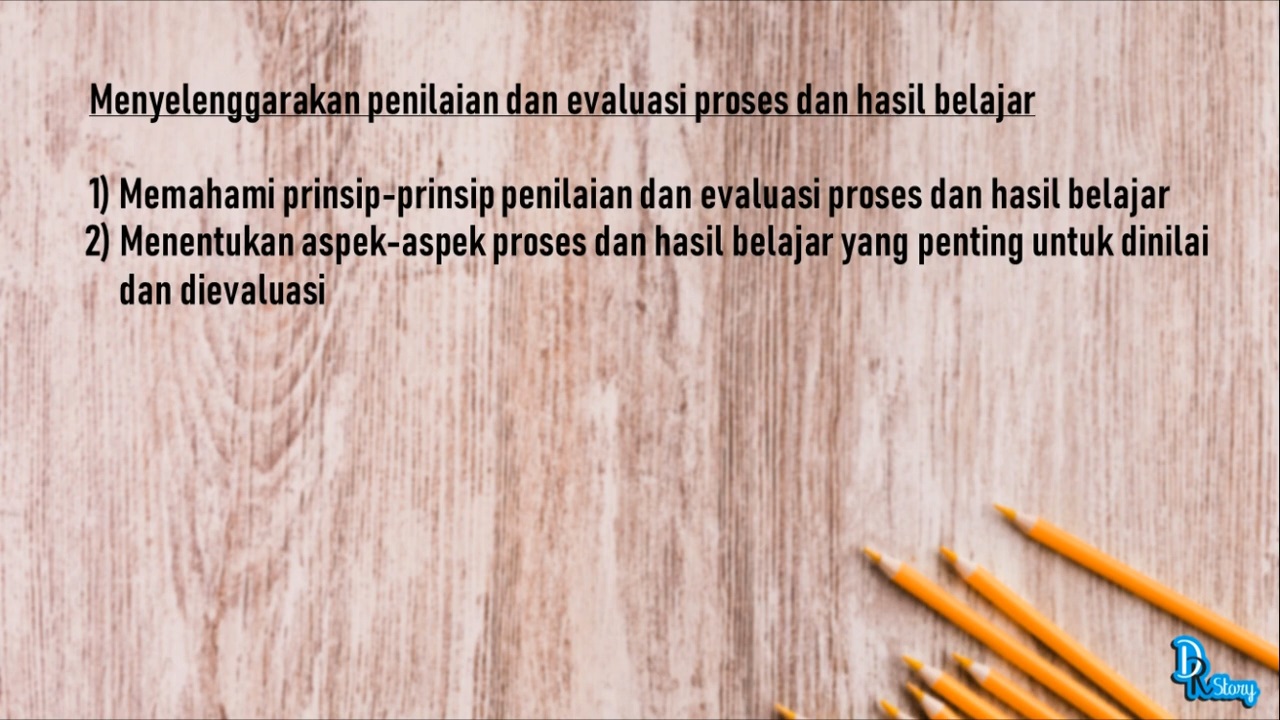 Menyelenggarakan penilaian dan evaluasi proses dan hasil belajar
1) Memahami prinsip-prinsip penilaian dan evaluasi proses dan hasil belajar
2) Menentukan aspek-aspek proses dan hasil belajar yang penting untuk dinilai
dan dievaluasi
DR Story